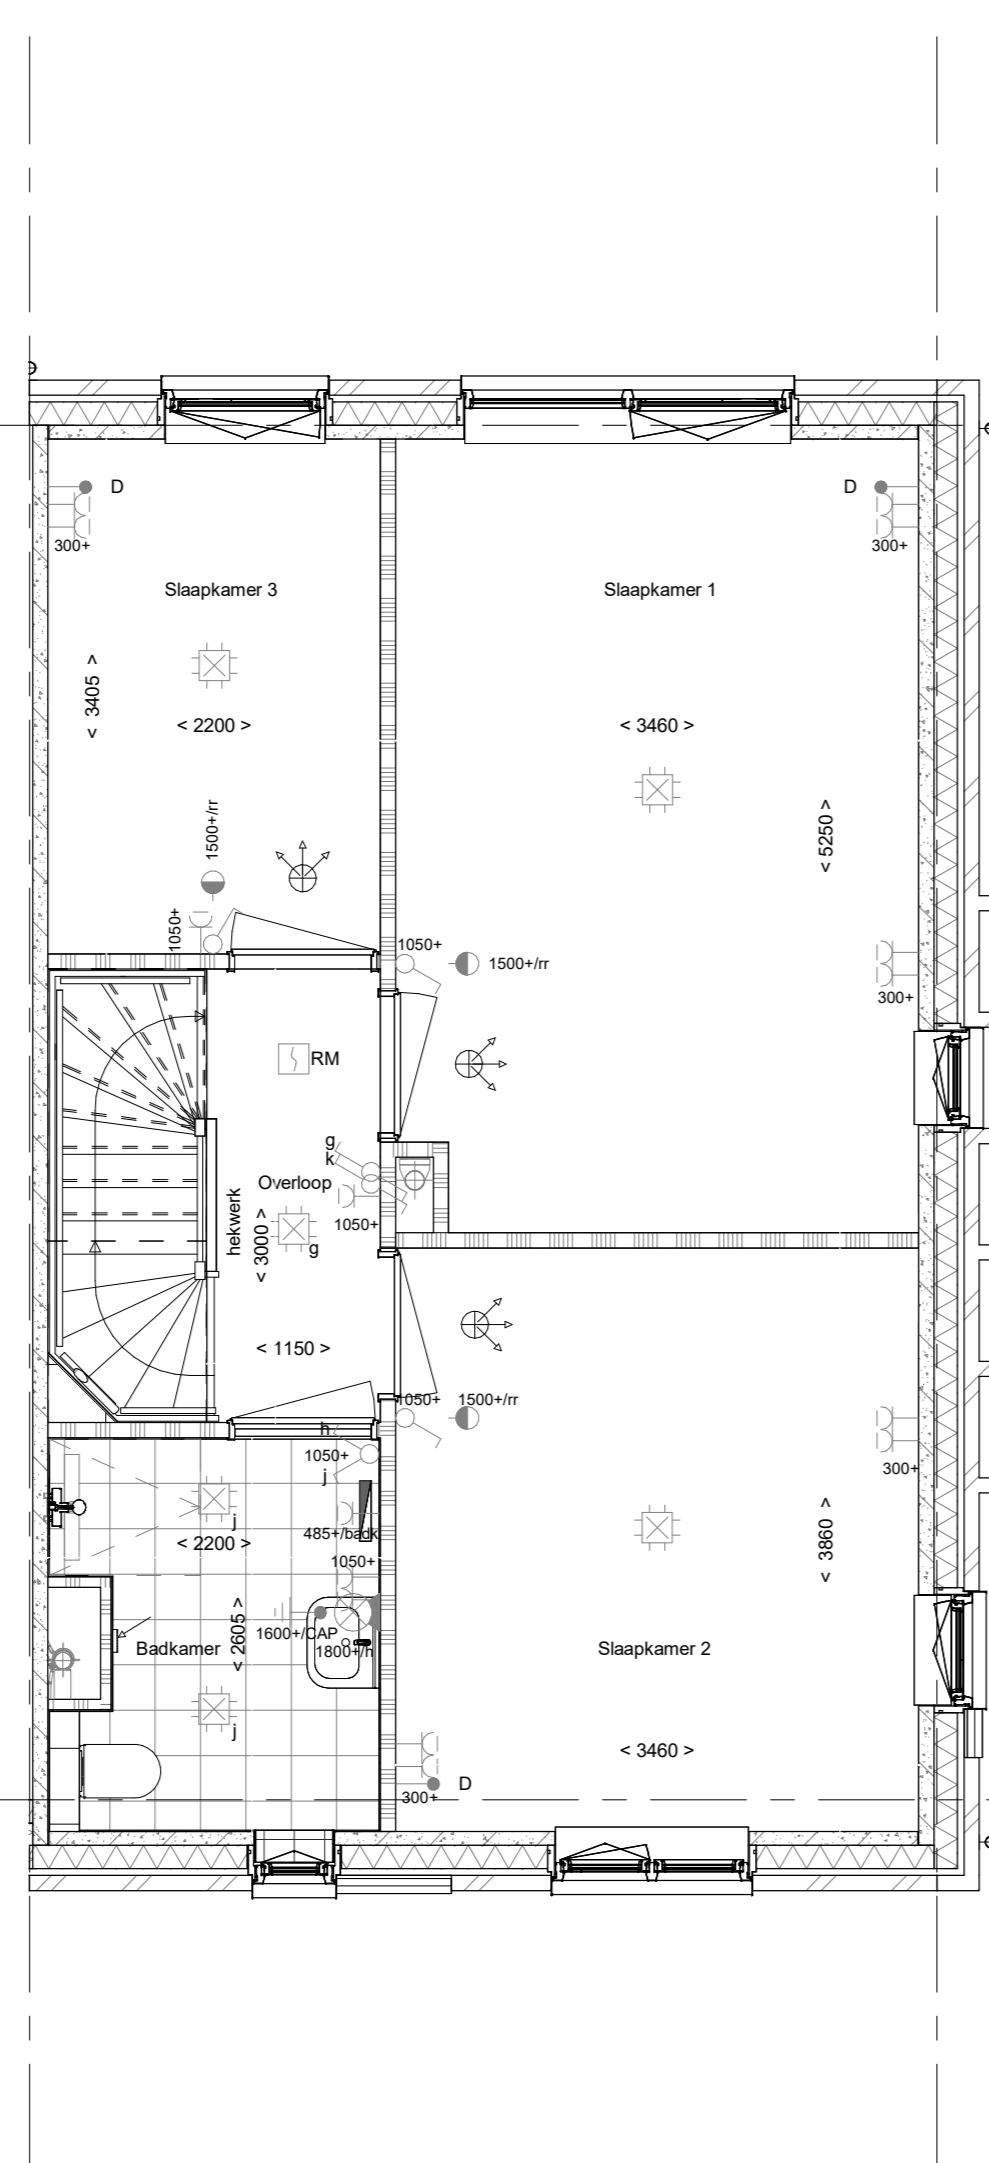 D
300+
D
300+
Slaapkamer 3
Slaapkamer 1
< 3405 >
< 2200 >
< 3460 >
1500+/rr
< 5250 >
1050+
1050+
1500+/rr
300+
RM
g
k
Overloop
1050+
hekwerk
< 3000 >
g
< 1150 >
1050+
1500+/rr
h
1050+
j
300+
j
485+/badk
< 2200 >
1050+
< 3860 >
1600+/CAP
1800+/h
Badkamer
< 2605 >
Slaapkamer 2
j
< 3460 >
D
300+